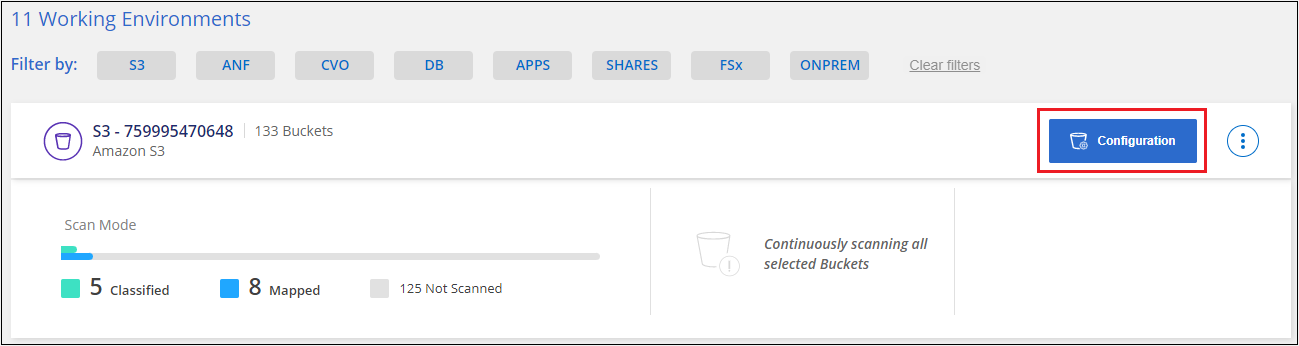 11 Working Environments
Filter by: S3 ANF CVO DB APPS SHARES FSx ONPREM Clear filters
S3 - 759995470648 133 Buckets
Amazon S3
Configuration
Scan Mode
5 Classified 8 Mapped 125 Not Scanned
Continuously scanning all
selected Buckets